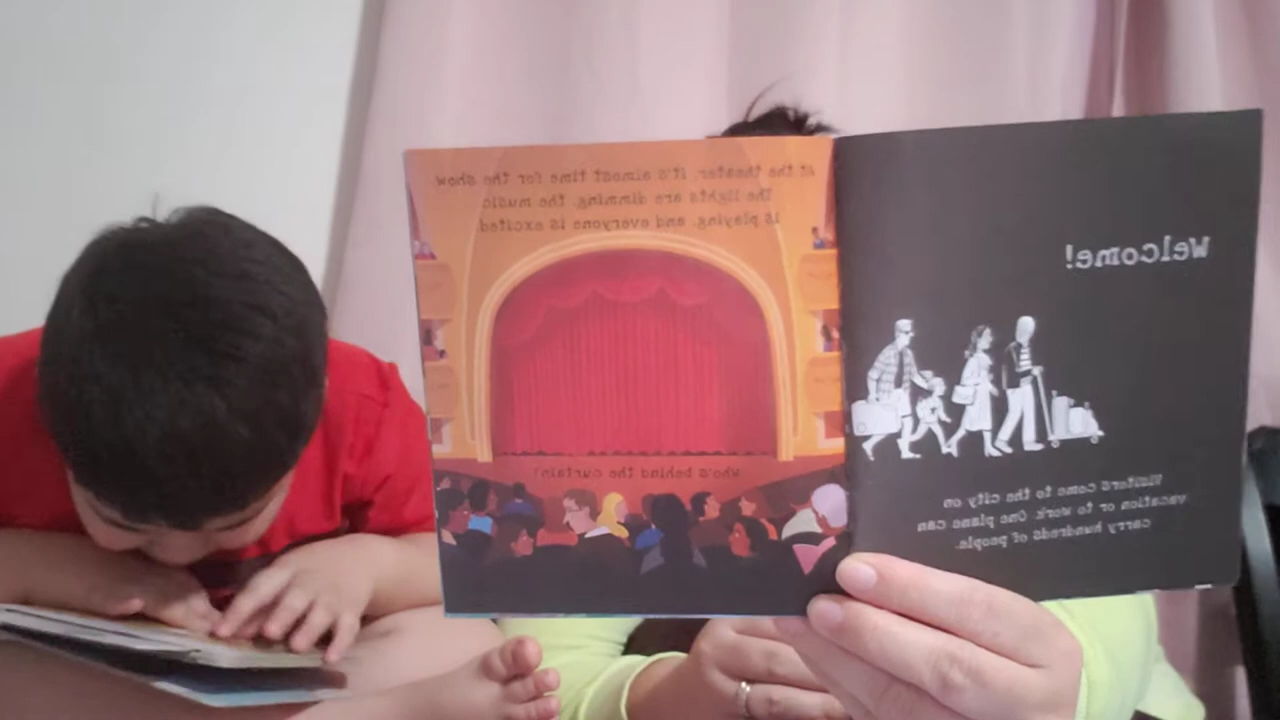 Welcome!
Visitors come to the city on
vacation or to work. One plane can
carry hundreds of people.
At the theater, it's almost time for the show.
The lights are dimming, the music
is playing, and everyone is excited.
Who's behind the curtain?